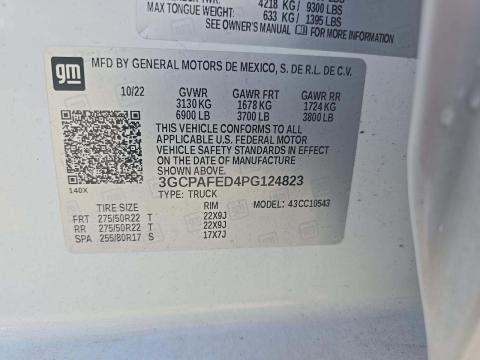 4218 KG / 9300 LBS
MAX TONGUE WEIGHT: 633 KG / 1395 LBS
SEE OWNER'S MANUAL FOR MORE INFORMATION
gm
MFD BY GENERAL MOTORS DE MEXICO, S. DE R.L. DE C.V.
10/22 GVWR GAWR FRT GAWR RR
3130 KG 1678 KG 1724 KG
6900 LB 3700 LB 3800 LB
THIS VEHICLE CONFORMS TO ALL
APPLICABLE U.S. FEDERAL MOTOR
VEHICLE SAFETY STANDARDS IN EFFECT
ON THE DATE OF MANUFACTURE
SHOWN ABOVE.
3GCPAFED4PG124823
140X
TYPE: TRUCK MODEL: 43CC10543
TIRE SIZE RIM
FRT 275/50R22 T 22X9J
RR 275/50R22 T 22X9J
SPA 255/80R17 S 17X7J